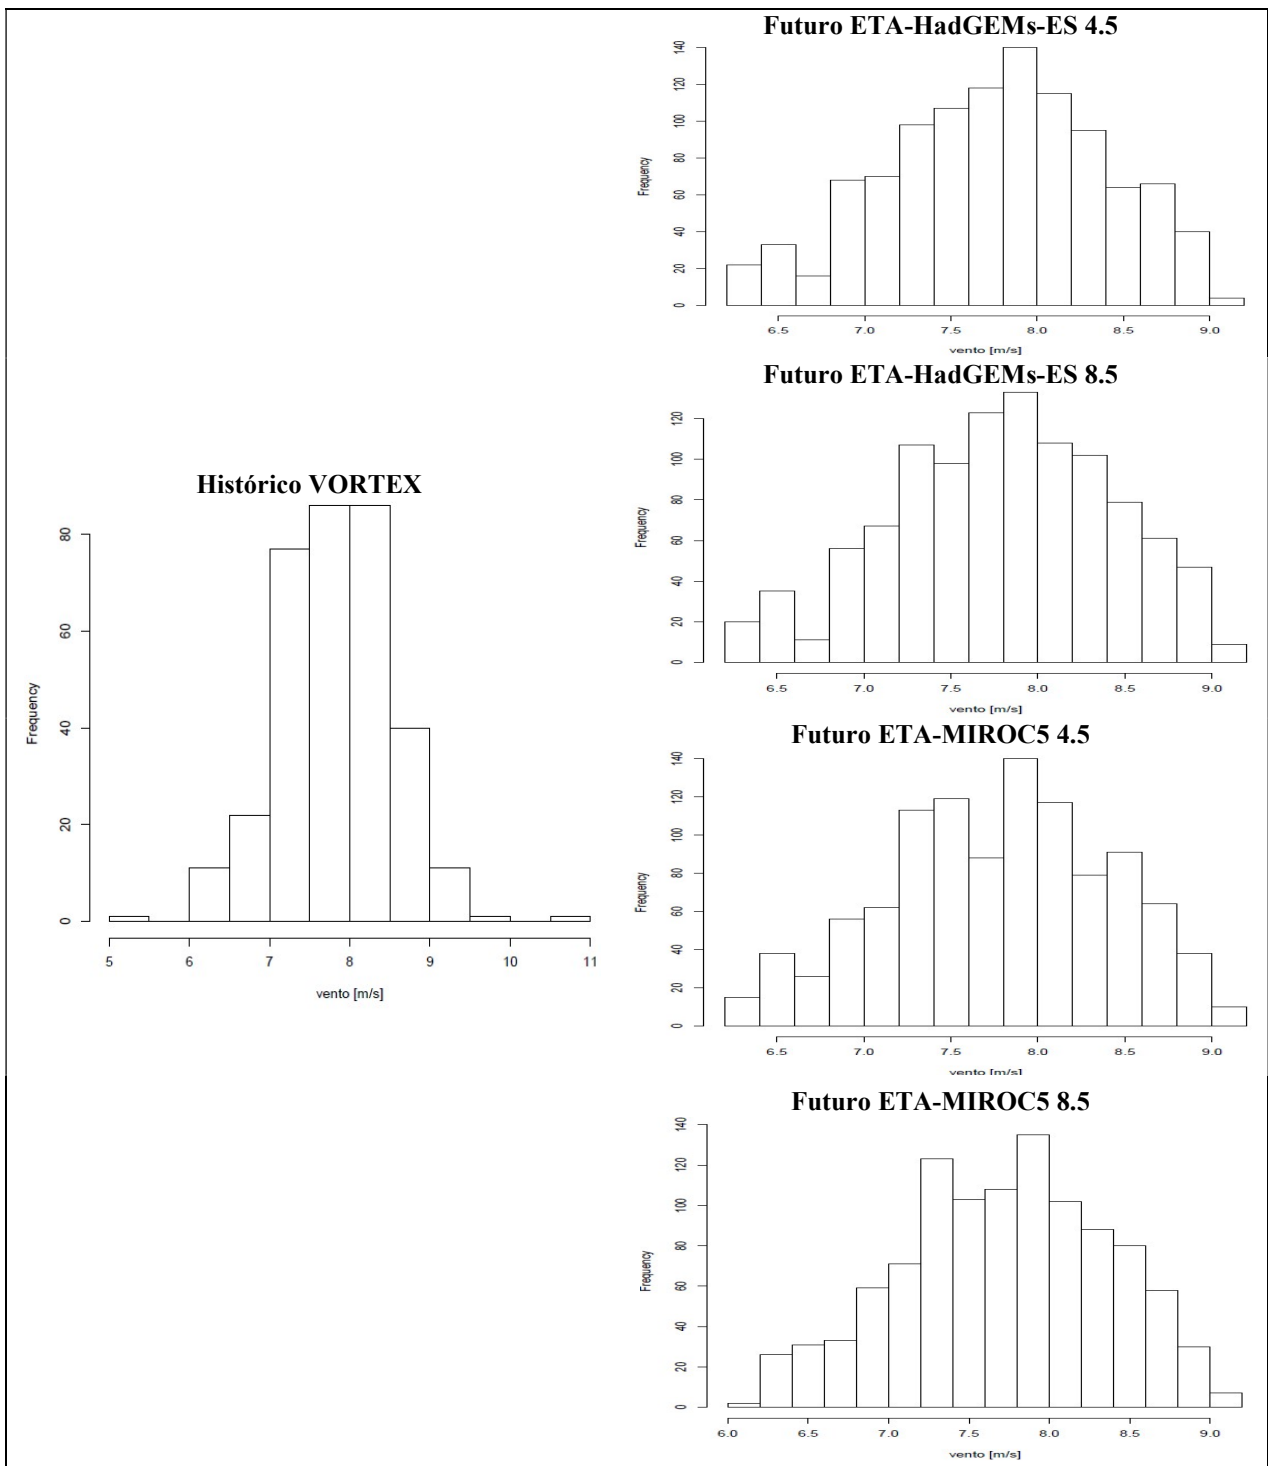 Futuro ETA-HadGEMs-ES 4.5
Frequency
0 20 40 60 80 100 120 140
6.5 7.0 7.5 8.0 8.5 9.0
vento [m/s]
Futuro ETA-HadGEMs-ES 8.5
Frequency
0 20 40 60 80 100 120
6.5 7.0 7.5 8.0 8.5 9.0
vento [m/s]
Histórico VORTEX
Frequency
0 20 40 60 80
5 6 7 8 9 10 11
vento [m/s]
Futuro ETA-MIROC5 4.5
Frequency
0 20 40 60 80 100 120 140
6.5 7.0 7.5 8.0 8.5 9.0
vento [m/s]
Futuro ETA-MIROC5 8.5
Frequency
0 20 40 60 80 100 120 140
6.0 6.5 7.0 7.5 8.0 8.5 9.0
vento [m/s]